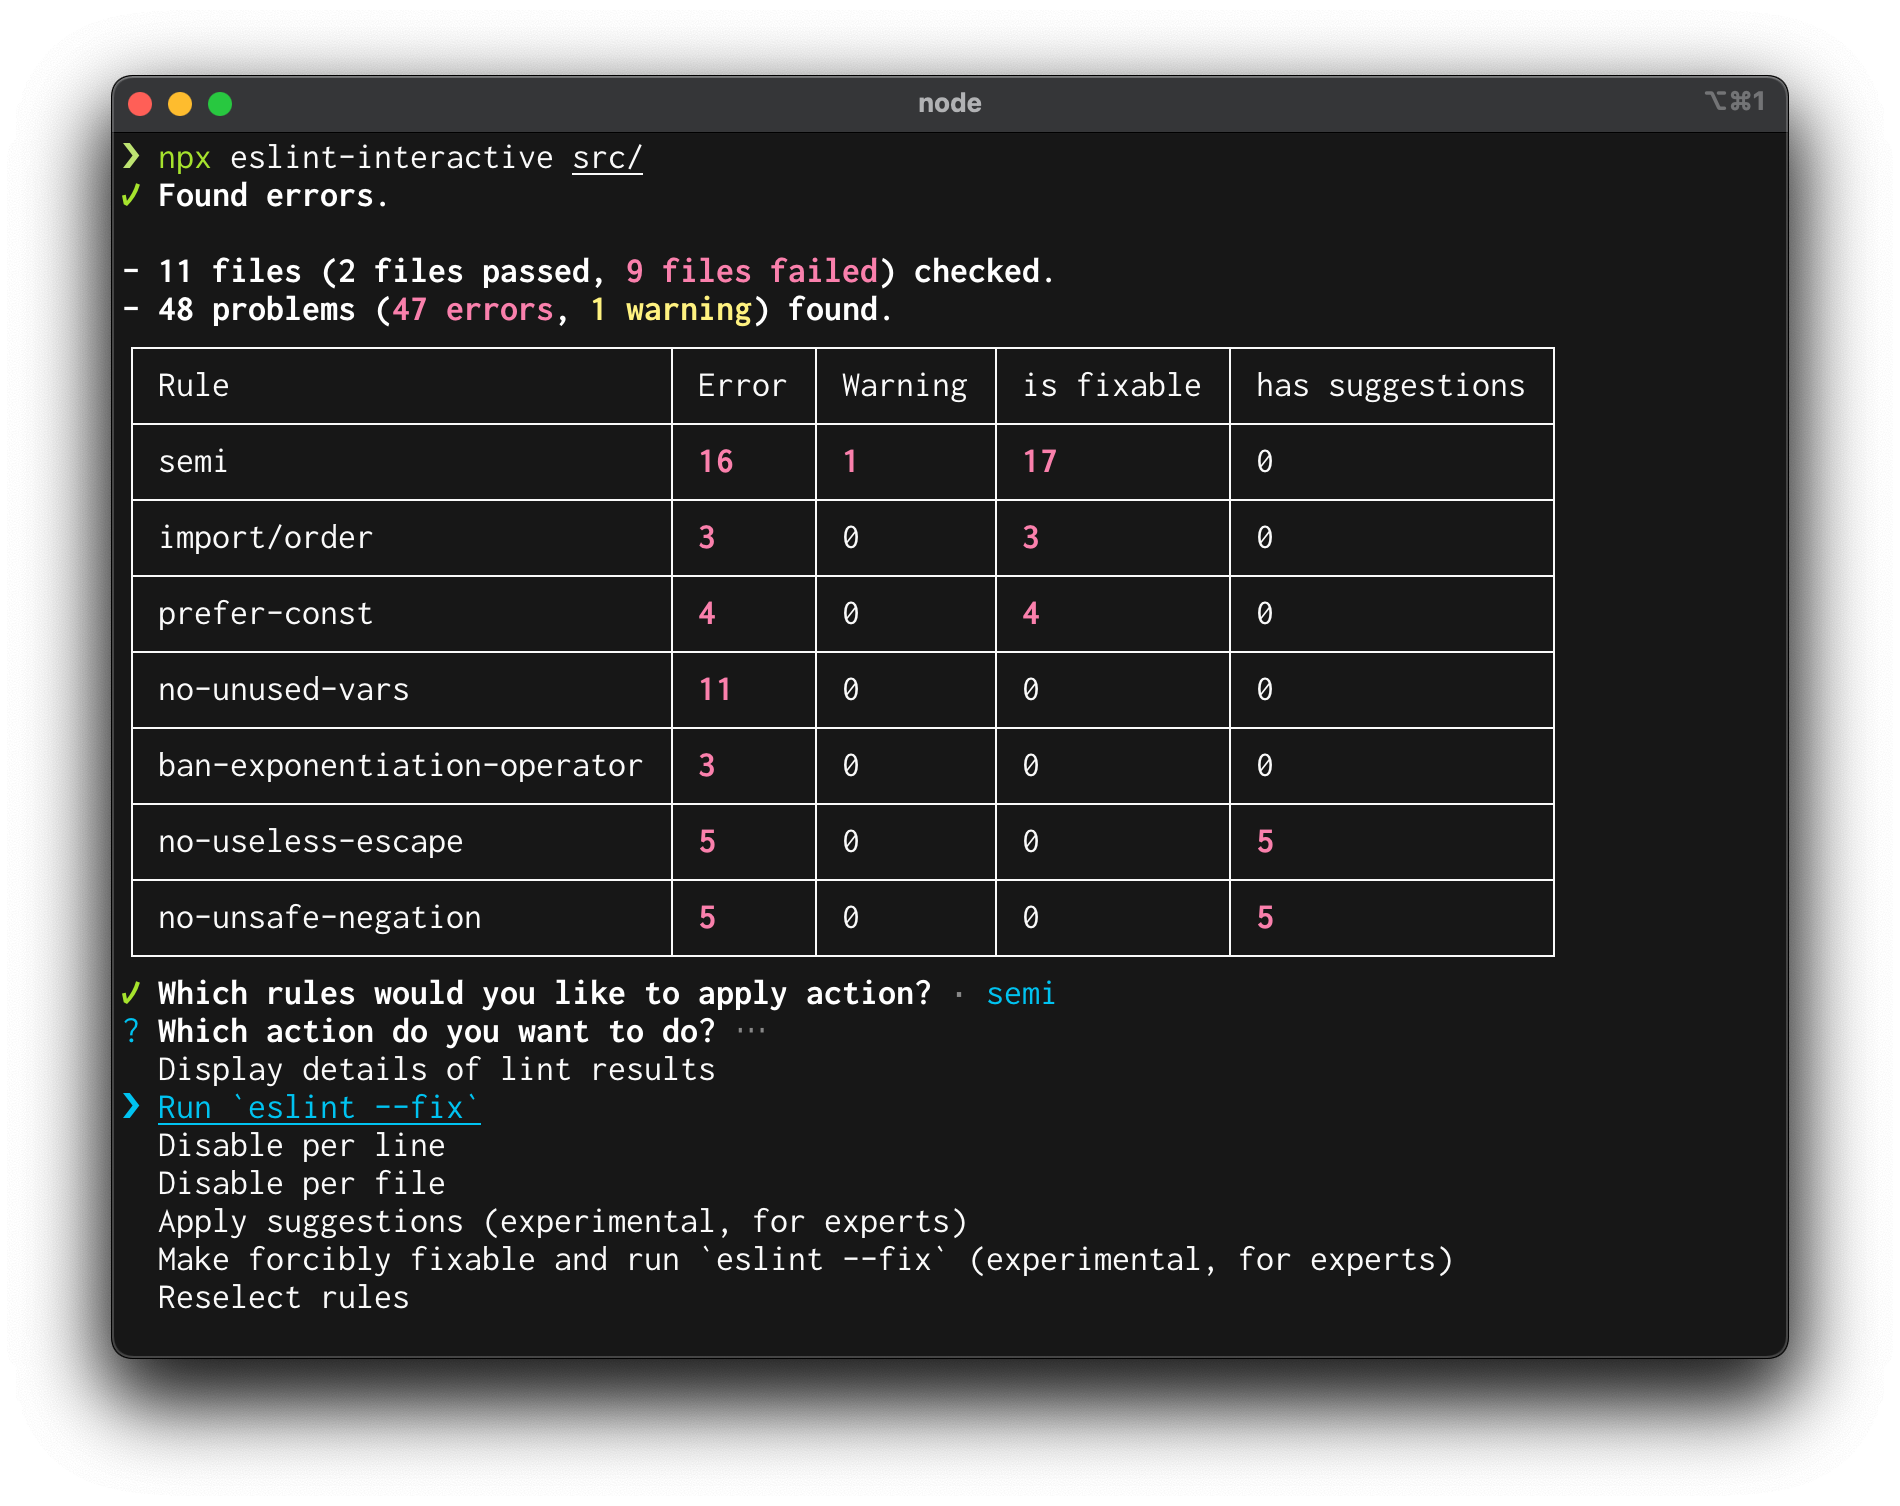 node
⌥⌘1
❯ npx eslint-interactive src/
✓ Found errors.
- 11 files (2 files passed, 9 files failed) checked.
- 48 problems (47 errors, 1 warning) found.
Rule Error Warning is fixable has suggestions
semi 16 1 17 0
import/order 3 0 3 0
prefer-const 4 0 4 0
no-unused-vars 11 0 0 0
ban-exponentiation-operator 3 0 0 0
no-useless-escape 5 0 0 5
no-unsafe-negation 5 0 0 5
✓ Which rules would you like to apply action? · semi
? Which action do you want to do? …
Display details of lint results
❯ Run `eslint --fix`
Disable per line
Disable per file
Apply suggestions (experimental, for experts)
Make forcibly fixable and run `eslint --fix` (experimental, for experts)
Reselect rules